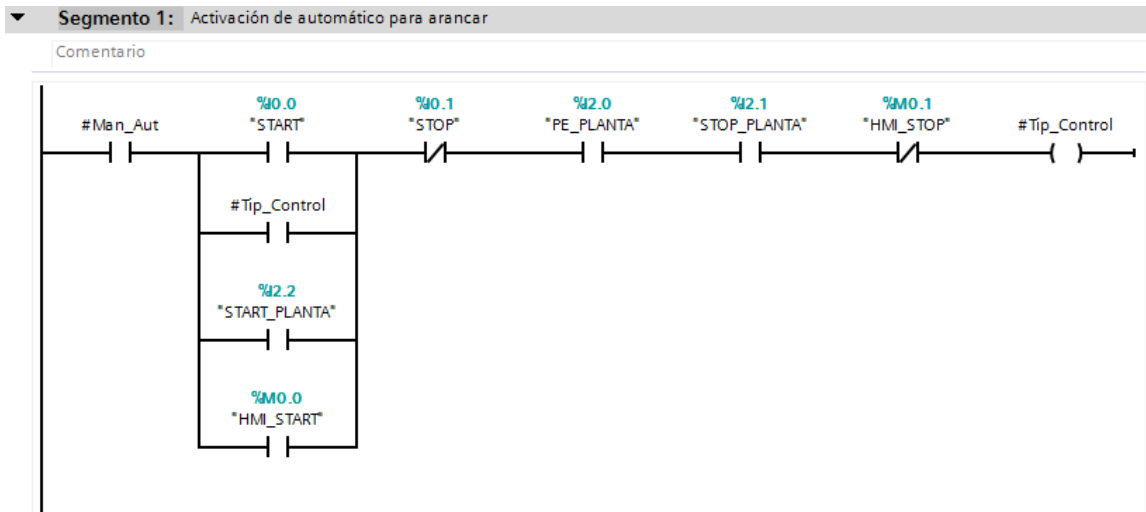 Segmento 1: Activación de automático para arancar
Comentario
%I0.0 %I0.1 %I2.0 %I2.1 %M0.1
#Man_Aut "START" "STOP" "PE_PLANTA" "STOP_PLANTA" "HMI_STOP" #Tip_Control
#Tip_Control
%I2.2
"START_PLANTA"
%M0.0
"HMI_START"